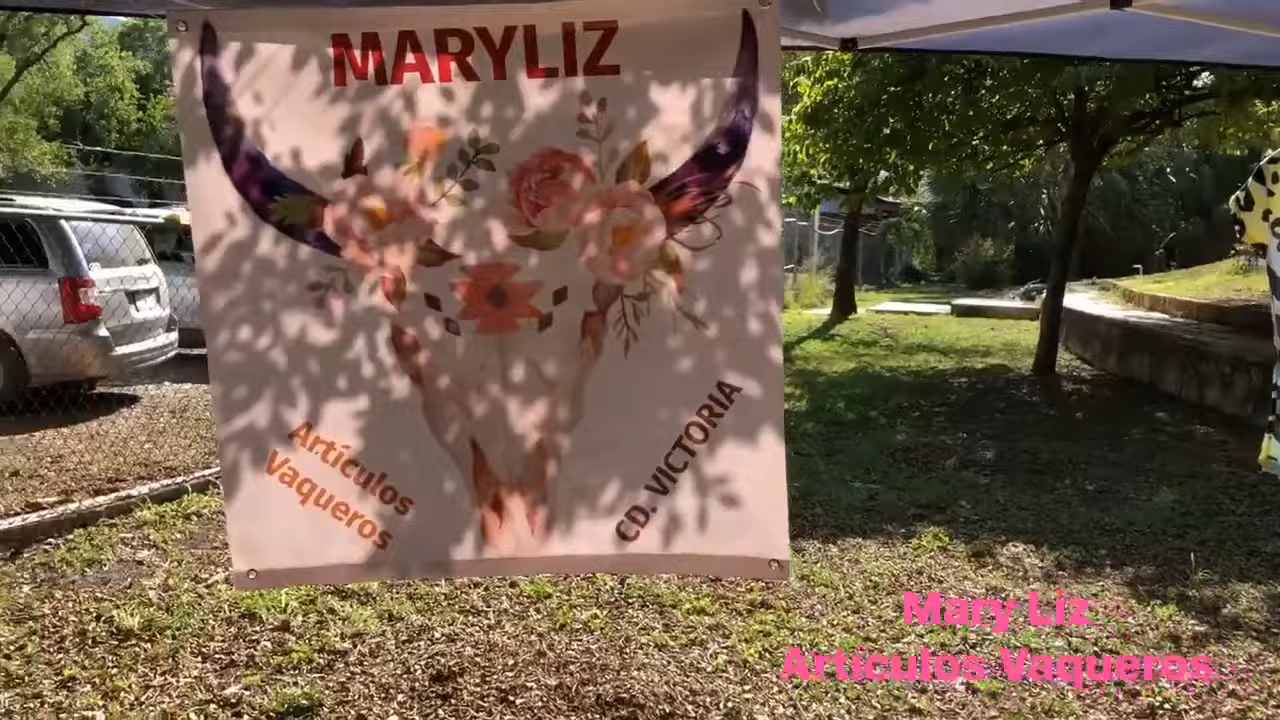 MARYLIZ
Artículos
Vaqueros
CD. VICTORIA
Mary Liz
Artículos Vaqueros